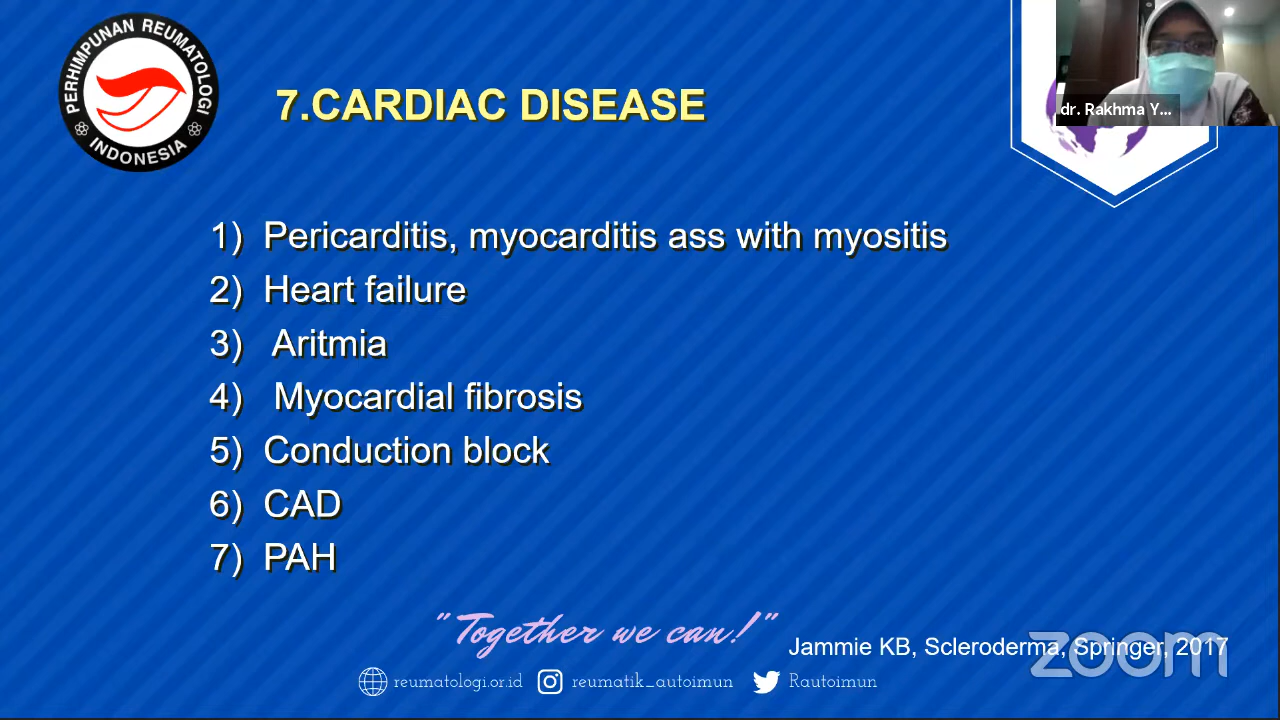 PERHIMPUNAN REUMATOLOGI
INDONESIA
7.CARDIAC DISEASE
dr. Rakhma Y...
1) Pericarditis, myocarditis ass with myositis
2) Heart failure
3) Aritmia
4) Myocardial fibrosis
5) Conduction block
6) CAD
7) PAH
"Together we can!"
Jammie KB, Scleroderma, Springer, 2017
zoom
reumatologi.or.id reumatik_autoimun Rautoimun